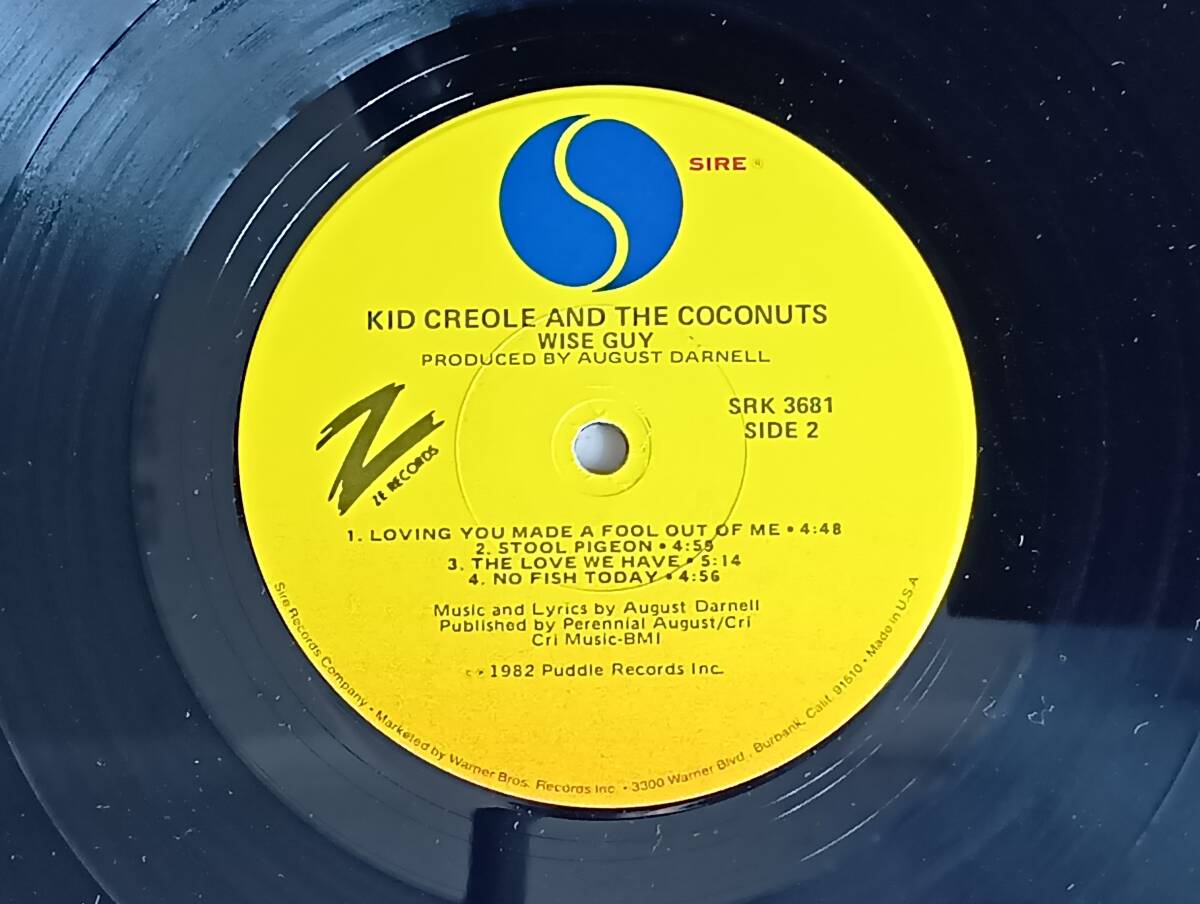 SIRE ®
KID CREOLE AND THE COCONUTS
WISE GUY
PRODUCED BY AUGUST DARNELL
Z
ZE RECORDS
SRK 3681
SIDE 2
1. LOVING YOU MADE A FOOL OUT OF ME • 4:48
2. STOOL PIGEON • 4:59
3. THE LOVE WE HAVE • 5:14
4. NO FISH TODAY • 4:56
Music and Lyrics by August Darnell
Published by Perennial August/Cri
Cri Music-BMI
1982 Puddle Records Inc.
Sire Records Company • Marketed by Warner Bros. Records Inc. • 3300 Warner Blvd., Burbank, Calif. 91510 • Made in U.S.A